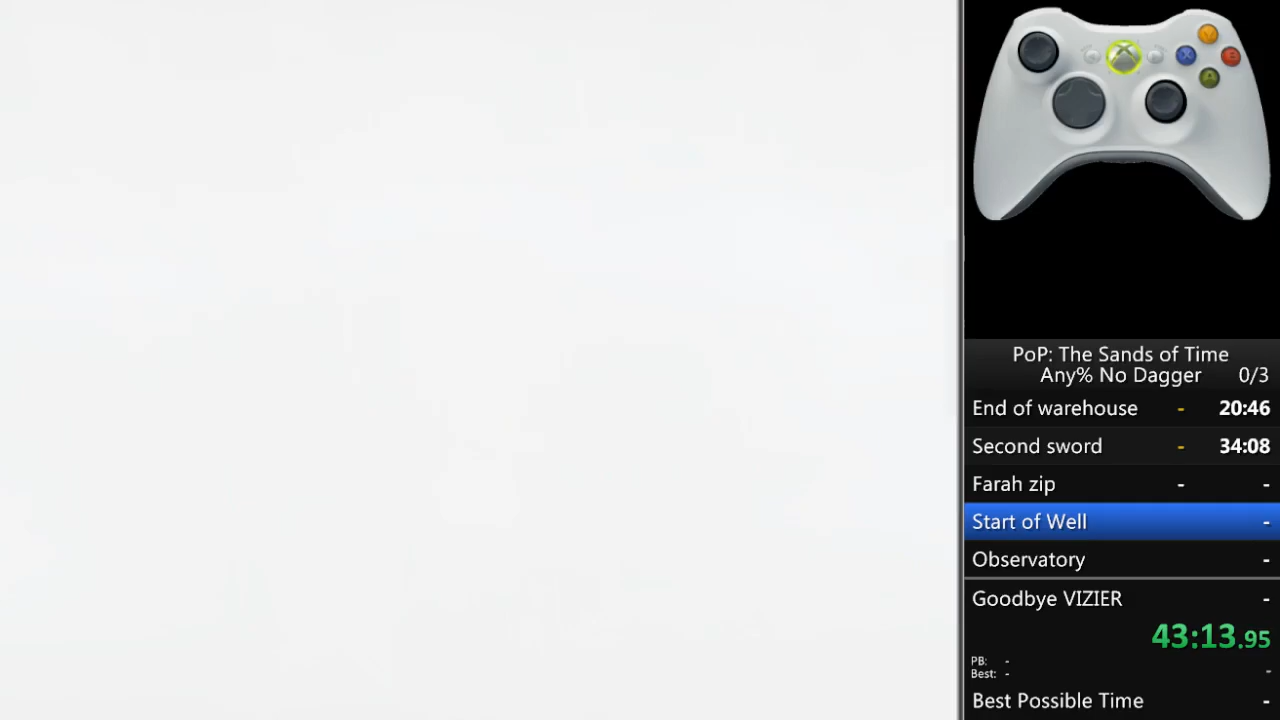 PoP: The Sands of Time
Any% No Dagger 0/3
End of warehouse - 20:46
Second sword - 34:08
Farah zip - -
Start of Well -
Observatory -
Goodbye VIZIER -
43:13.95
PB: -
Best: - -
Best Possible Time -